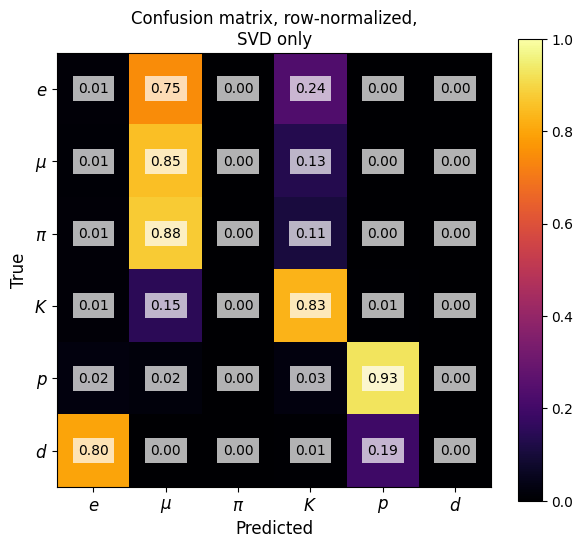 Confusion matrix, row-normalized,
SVD only
True
e 0.01 0.75 0.00 0.24 0.00 0.00
μ 0.01 0.85 0.00 0.13 0.00 0.00
π 0.01 0.88 0.00 0.11 0.00 0.00
K 0.01 0.15 0.00 0.83 0.01 0.00
p 0.02 0.02 0.00 0.03 0.93 0.00
d 0.80 0.00 0.00 0.01 0.19 0.00
e μ π K p d
Predicted
1.0
0.8
0.6
0.4
0.2
0.0